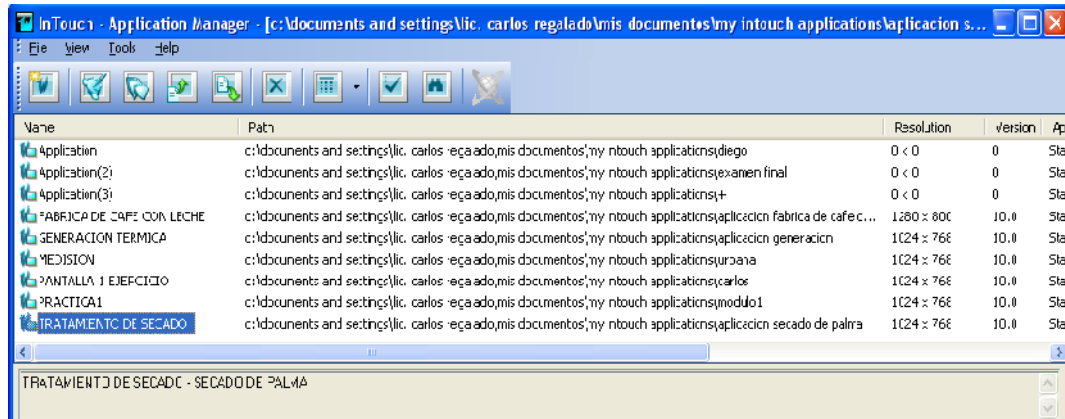 InTouch - Application Manager - [c:\documents and settings\lic. carlos regalado\mis documentos\my intouch applications\aplicacion s...
File View Tools Help
Name Path Resolution Version Ap
Application c:\documents and settings\lic. carlos regalado\mis documentos\my intouch applications\diego 0 x 0 0 Sta
Application(2) c:\documents and settings\lic. carlos regalado\mis documentos\my intouch applications\examen final 0 x 0 0 Sta
Application(3) c:\documents and settings\lic. carlos regalado\mis documentos\my intouch applications\+ 0 x 0 0 Sta
FABRICA DE CAFE CON LECHE c:\documents and settings\lic. carlos regalado\mis documentos\my intouch applications\aplicacion fabrica de cafe c... 1280 x 800 10.0 Sta
GENERACION TERMICA c:\documents and settings\lic. carlos regalado\mis documentos\my intouch applications\aplicacion generacion 1024 x 768 10.0 Sta
MEDISION c:\documents and settings\lic. carlos regalado\mis documentos\my intouch applications\urbana 1024 x 768 10.0 Sta
PANTALLA 1 EJERCICIO c:\documents and settings\lic. carlos regalado\mis documentos\my intouch applications\carlos 1024 x 768 10.0 Sta
PRACTICA1 c:\documents and settings\lic. carlos regalado\mis documentos\my intouch applications\modulo1 1024 x 768 10.0 Sta
TRATAMIENTO DE SECADO c:\documents and settings\lic. carlos regalado\mis documentos\my intouch applications\aplicacion secado de palma 1024 x 768 10.0 Sta
TRATAMIENTO DE SECADO - SECADO DE PALMA